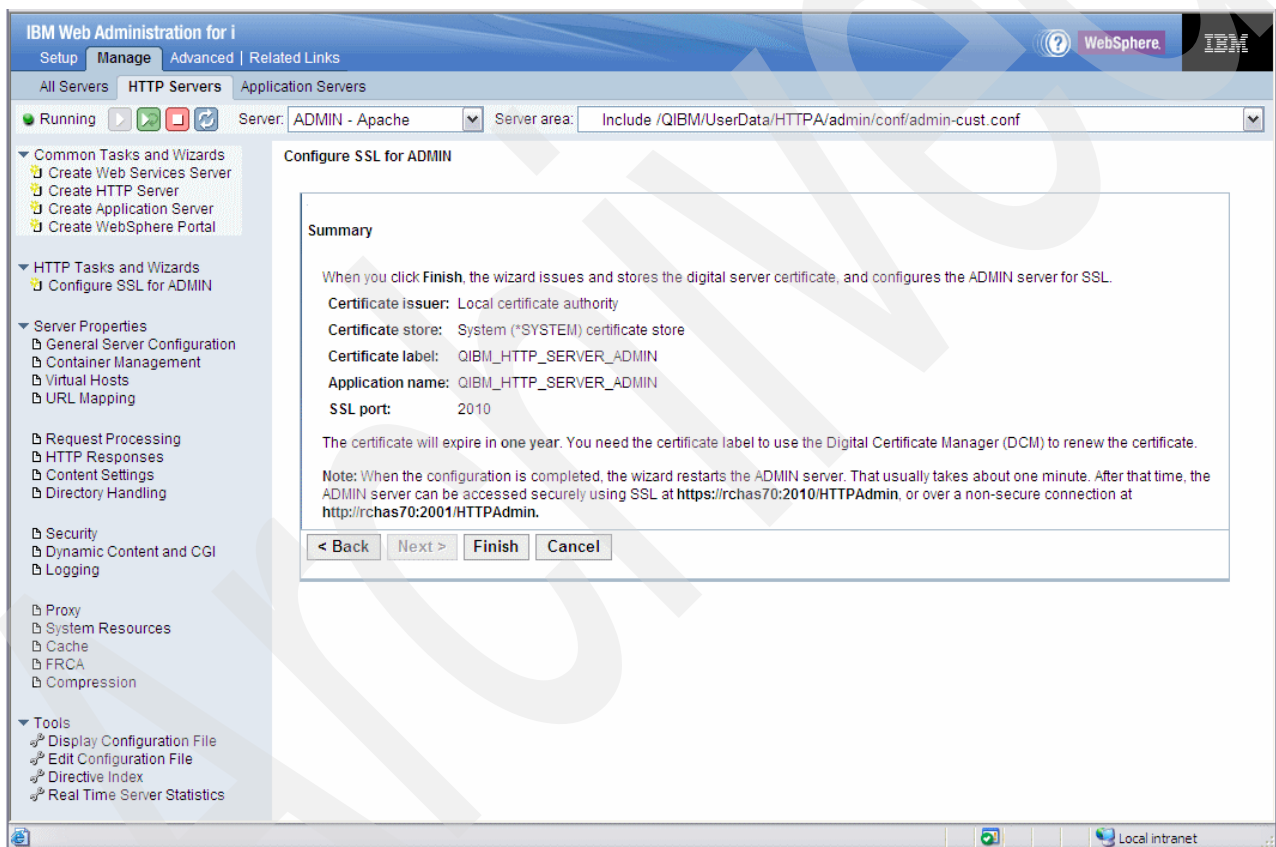 IBM Web Administration for i
Setup Manage Advanced | Related Links
WebSphere.
IBM
All Servers HTTP Servers Application Servers
Running Server: ADMIN - Apache Server area: Include /QIBM/UserData/HTTPA/admin/conf/admin-cust.conf
Common Tasks and Wizards
Create Web Services Server
Create HTTP Server
Create Application Server
Create WebSphere Portal
HTTP Tasks and Wizards
Configure SSL for ADMIN
Server Properties
General Server Configuration
Container Management
Virtual Hosts
URL Mapping
Request Processing
HTTP Responses
Content Settings
Directory Handling
Security
Dynamic Content and CGI
Logging
Proxy
System Resources
Cache
FRCA
Compression
Tools
Display Configuration File
Edit Configuration File
Directive Index
Real Time Server Statistics
Configure SSL for ADMIN
Summary
When you click Finish, the wizard issues and stores the digital server certificate, and configures the ADMIN server for SSL.
Certificate issuer: Local certificate authority
Certificate store: System (*SYSTEM) certificate store
Certificate label: QIBM_HTTP_SERVER_ADMIN
Application name: QIBM_HTTP_SERVER_ADMIN
SSL port: 2010
The certificate will expire in one year. You need the certificate label to use the Digital Certificate Manager (DCM) to renew the certificate.
Note: When the configuration is completed, the wizard restarts the ADMIN server. That usually takes about one minute. After that time, the
ADMIN server can be accessed securely using SSL at https://rchas70:2010/HTTPAdmin, or over a non-secure connection at
http://rchas70:2001/HTTPAdmin.
< Back Next > Finish Cancel
Local intranet